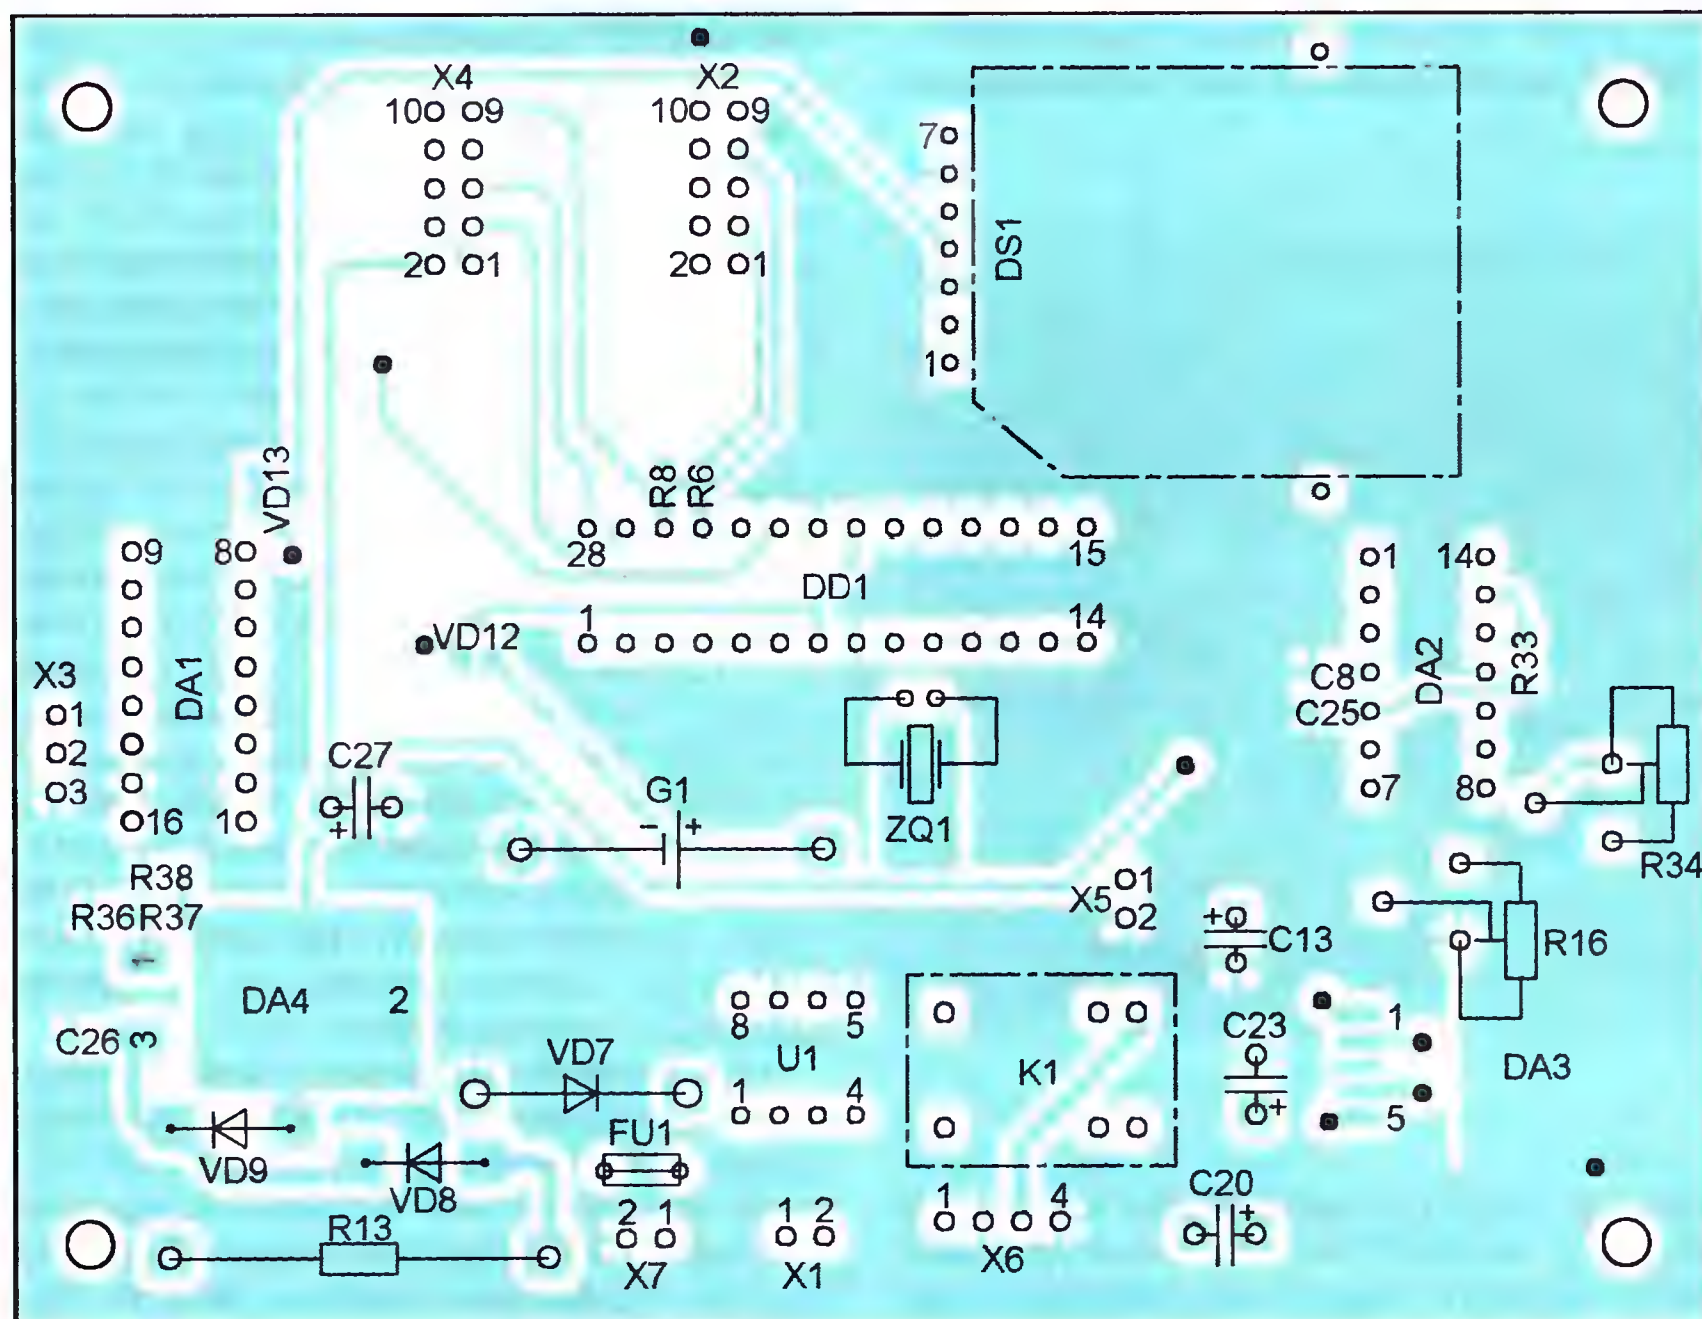 X4 X2
10 9 10 9
7
2 1 2 1
DS1
1
VD13
R8 R6
9 8 28 15 1 14
DD1
1 14
VD12
X3 DA1 C8 DA2 R33
1 C25
2 C27
3 G1 - + 7 8
16 1 + ZQ1
R38 X5 1 R34
R36 R37 2 + C13 R16
1
DA4 2 8 5 1
C26 3 VD7 U1 K1 C23 DA3
1 4 + 5
VD9 VD8 FU1
R13 2 1 1 2 1 4 C20 +
X7 X1 X6